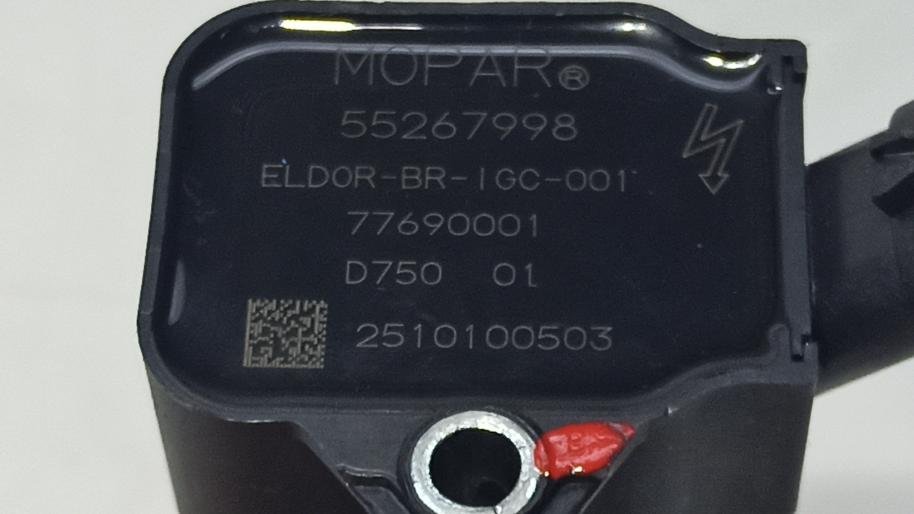 MOPAR®
55267998
ELDOR-BR-IGC-001
77690001
D750 01
2510100503